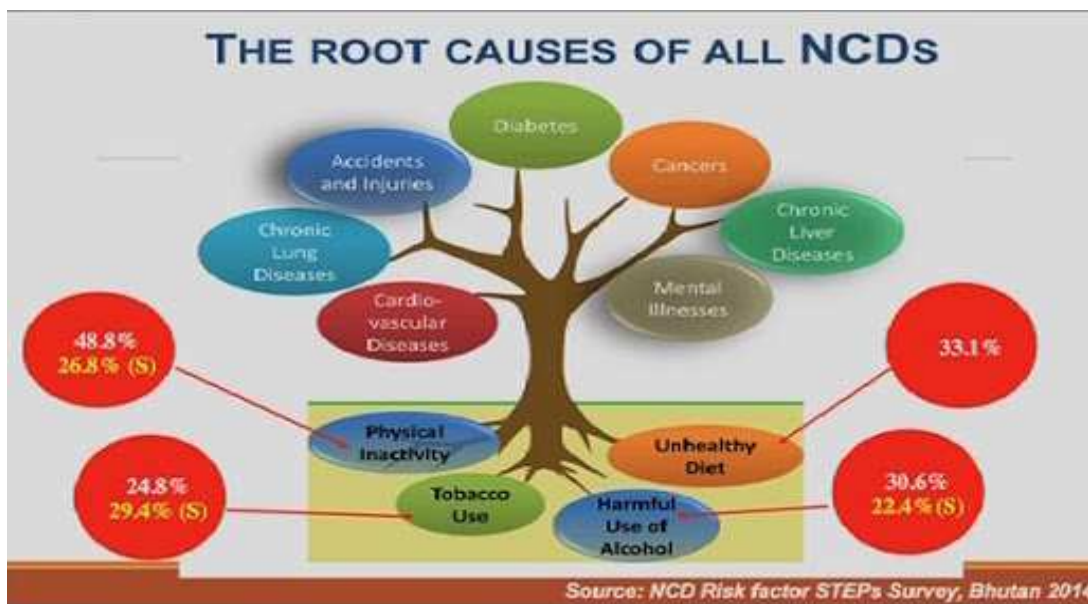 THE ROOT CAUSES OF ALL NCDs
Diabetes
Accidents
and Injuries
Cancers
Chronic
Lung
Diseases
Chronic
Liver
Diseases
Cardio-
vascular
Diseases
Mental
Illnesses
48.8%
26.8% (S)
33.1%
Physical
Inactivity
Unhealthy
Diet
24.8%
29.4% (S)
Tobacco
Use
Harmful
Use of
Alcohol
30.6%
22.4% (S)
Source: NCD Risk factor STEPs Survey, Bhutan 2014